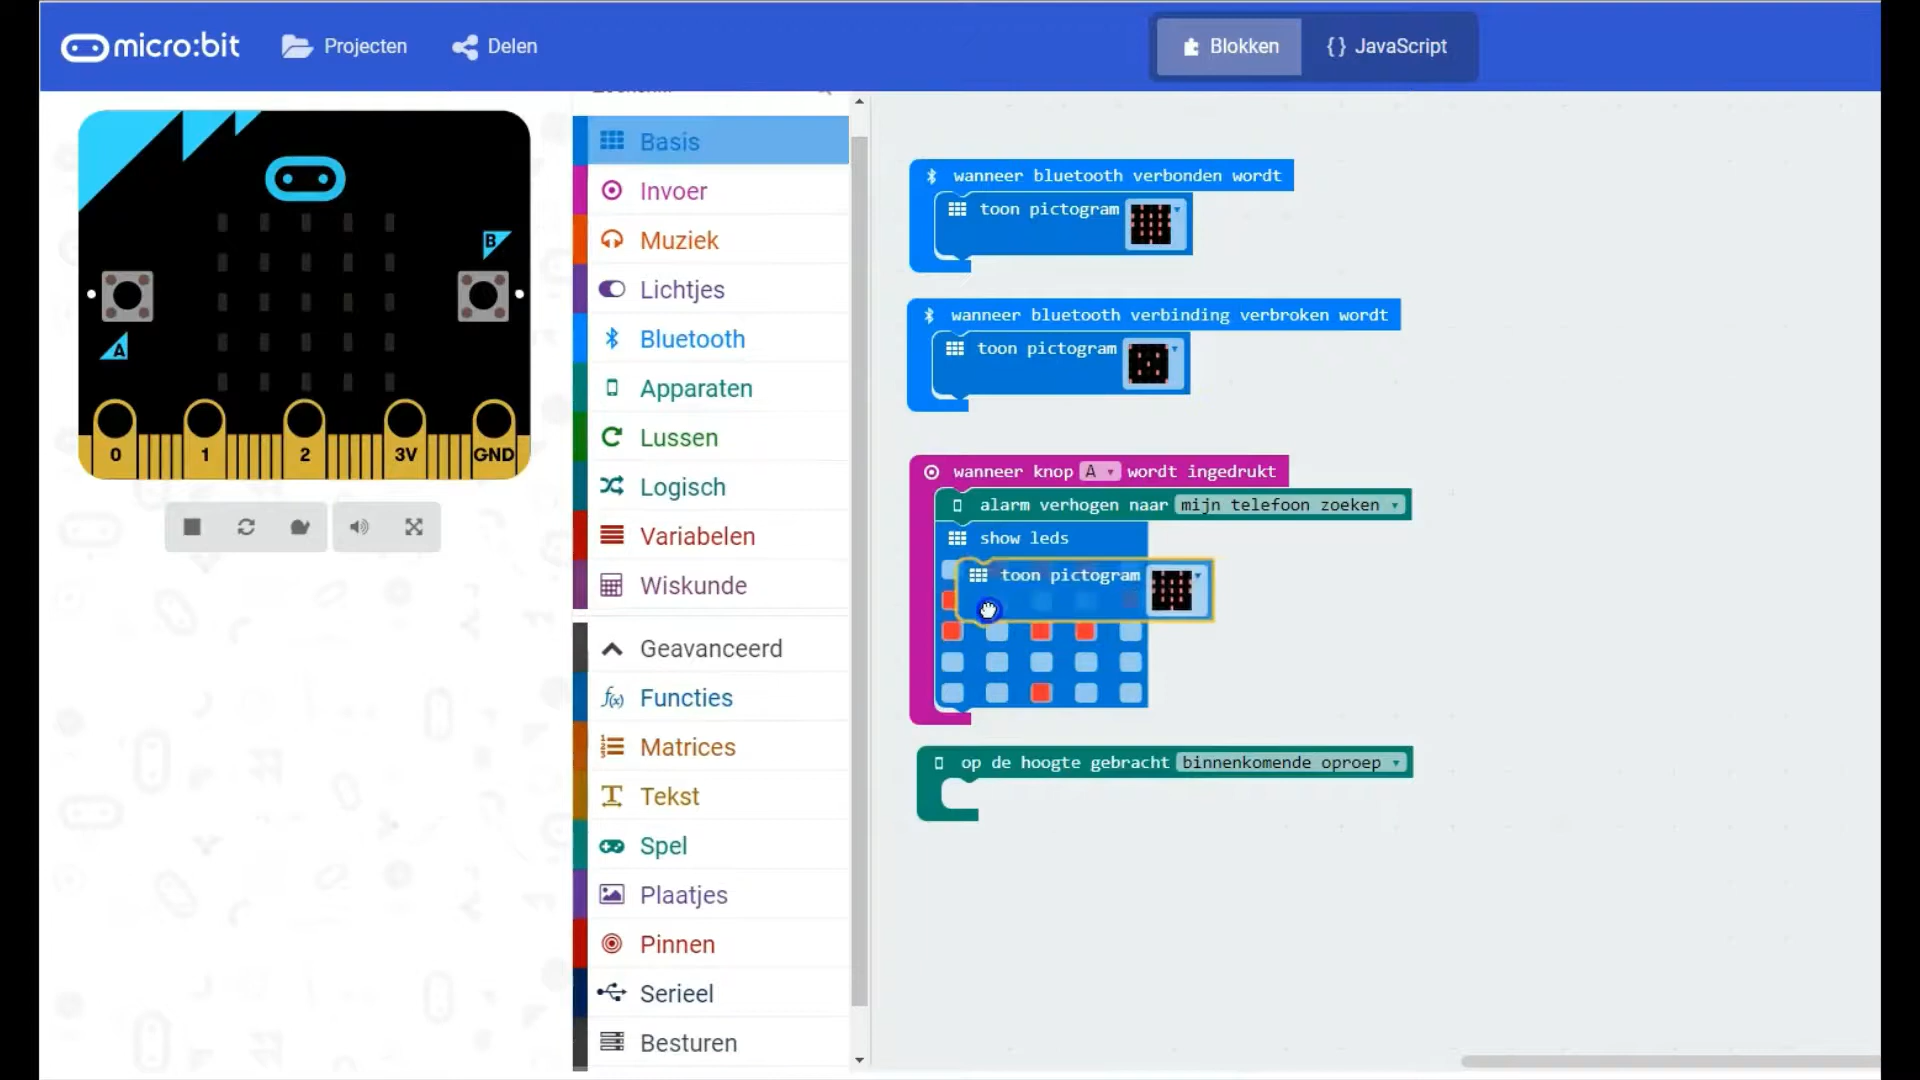 micro:bit
Projecten
Delen
Blokken
{ } JavaScript
B
A
0
1
2
3V
GND
Basis
Invoer
Muziek
Lichtjes
Bluetooth
Apparaten
Lussen
Logisch
Variabelen
Wiskunde
Geavanceerd
f(x) Functies
Matrices
Tekst
Spel
Plaatjes
Pinnen
Serieel
Besturen
wanneer bluetooth verbonden wordt
toon pictogram
wanneer bluetooth verbinding verbroken wordt
toon pictogram
wanneer knop A wordt ingedrukt
alarm verhogen naar mijn telefoon zoeken
show leds
toon pictogram
op de hoogte gebracht binnenkomende oproep